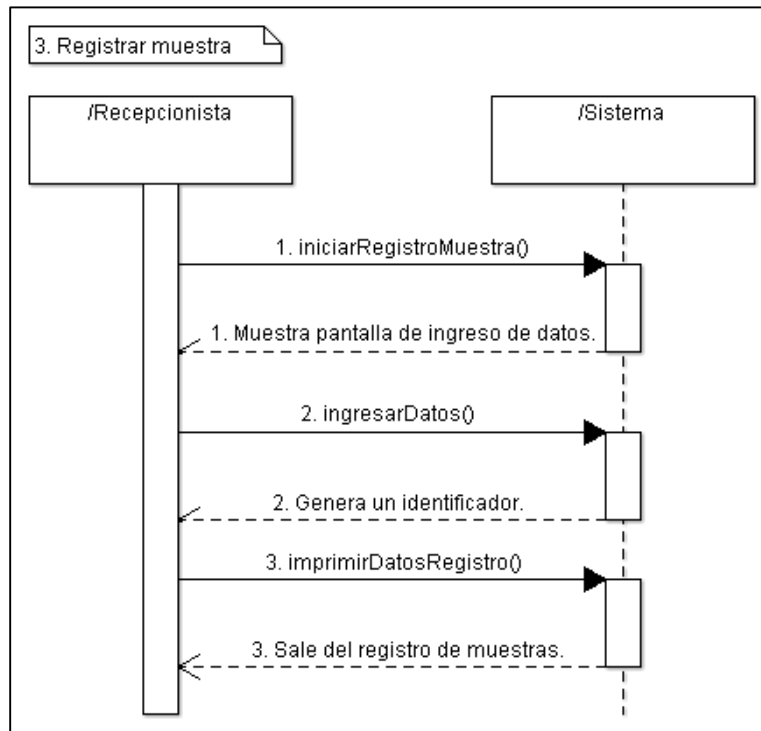 3. Registrar muestra
/Recepcionista
/Sistema
1. iniciarRegistroMuestra()
1. Muestra pantalla de ingreso de datos.
2. ingresarDatos()
2. Genera un identificador.
3. imprimirDatosRegistro()
3. Sale del registro de muestras.